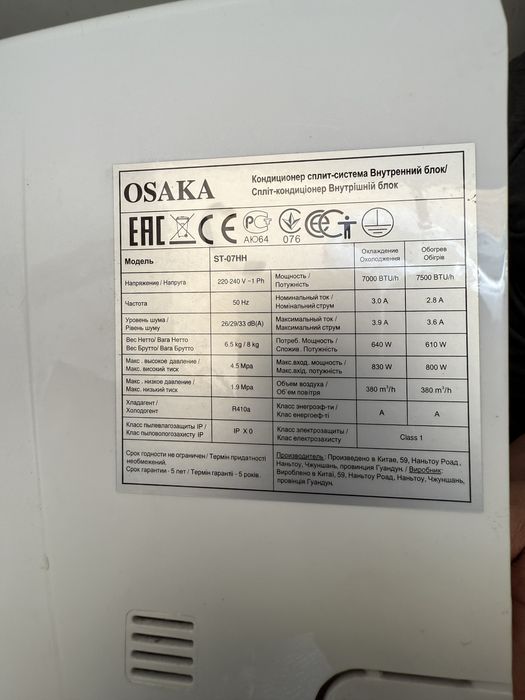 OSAKA
Кондиционер сплит-система Внутренний блок/
Спліт-кондиціонер Внутрішній блок
EAC CE АЮ64 076
Модель ST-07HH Охлаждение Охолодження Обогрев Обігрів
Напряжение / Напруга 220-240 V ~1 Ph Мощность / Потужність 7000 BTU/h 7500 BTU/h
Частота 50 Hz Номинальный ток / Номінальний струм 3.0 A 2.8 A
Уровень шума / Рівень шуму 26/29/33 dB(A) Максимальный ток / Максимальний струм 3.9 A 3.6 A
Вес Нетто/ Вага Нетто Вес Брутто/ Вага Брутто 6.5 kg / 8 kg Потреб. Мощность / Спожив. Потужність 640 W 610 W
Макс . высокое давление / Макс. високий тиск 4.5 Mpa Макс.вход. мощность / Макс.вхід. потужність 830 W 800 W
Макс . низкое давление / Макс. низький тиск 1.9 Mpa Объем воздуха / Об'ем повітря 380 m³/h 380 m³/h
Хладагент / Холодогент R410a Класс энергоэф-ти / Клас енергоеф-ті A A
Класс пылевлагозащиты IP / Клас пыловологозахисту IP IP X 0 Класс электрозащиты / Клас електрозахисту Class 1
Срок годности не ограничен / Термін придатності
необмежений.
Срок гарантии - 5 лет / Термін гарантії - 5 років.
Производитель: Произведено в Китае, 59, Наньтоу Роад ,
Наньтоу, Чжуншань, провинция Гуандун. / Виробник:
Вироблено в Китаї, 59, Наньтоу Роад, Наньтоу, Чжуншань,
провінція Гуандун.